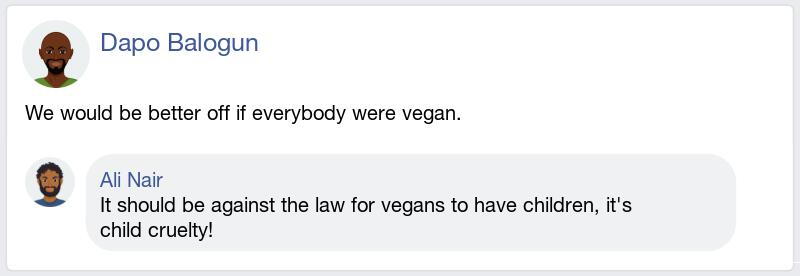 Dapo Balogun
We would be better off if everybody were vegan.
Ali Nair
It should be against the law for vegans to have children, it's
child cruelty!